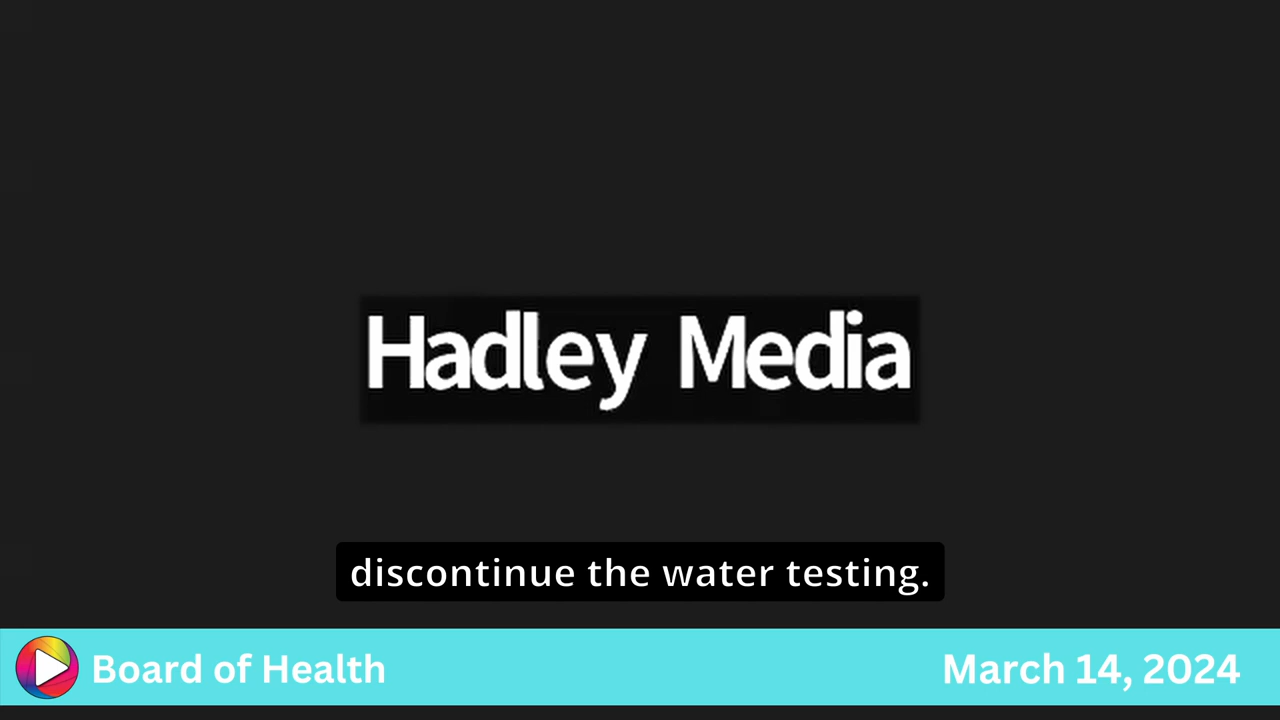 Hadley Media
discontinue the water testing.
Board of Health
March 14, 2024